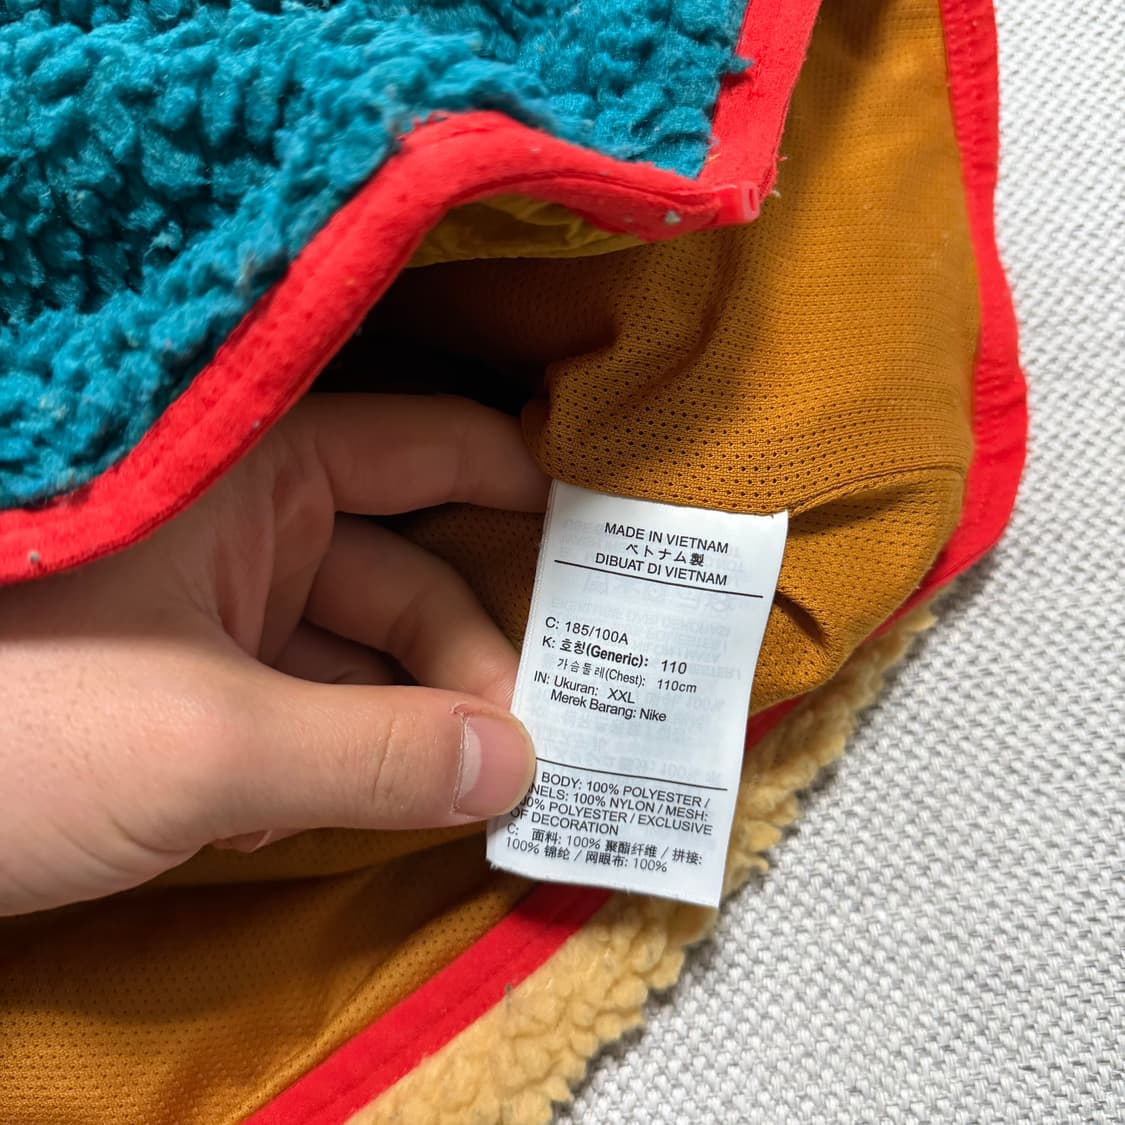 MADE IN VIETNAM
ベトナム製
DIBUAT DI VIETNAM
C: 185/100A
K: 호칭(Generic): 110
가슴둘레(Chest): 110cm
IN: Ukuran: XXL
Merek Barang: Nike
BODY: 100% POLYESTER /
NELS: 100% NYLON / MESH:
00% POLYESTER / EXCLUSIVE
OF DECORATION
C: 面料: 100% 聚酯纤维 / 拼接:
100% 锦纶 / 网眼布: 100%